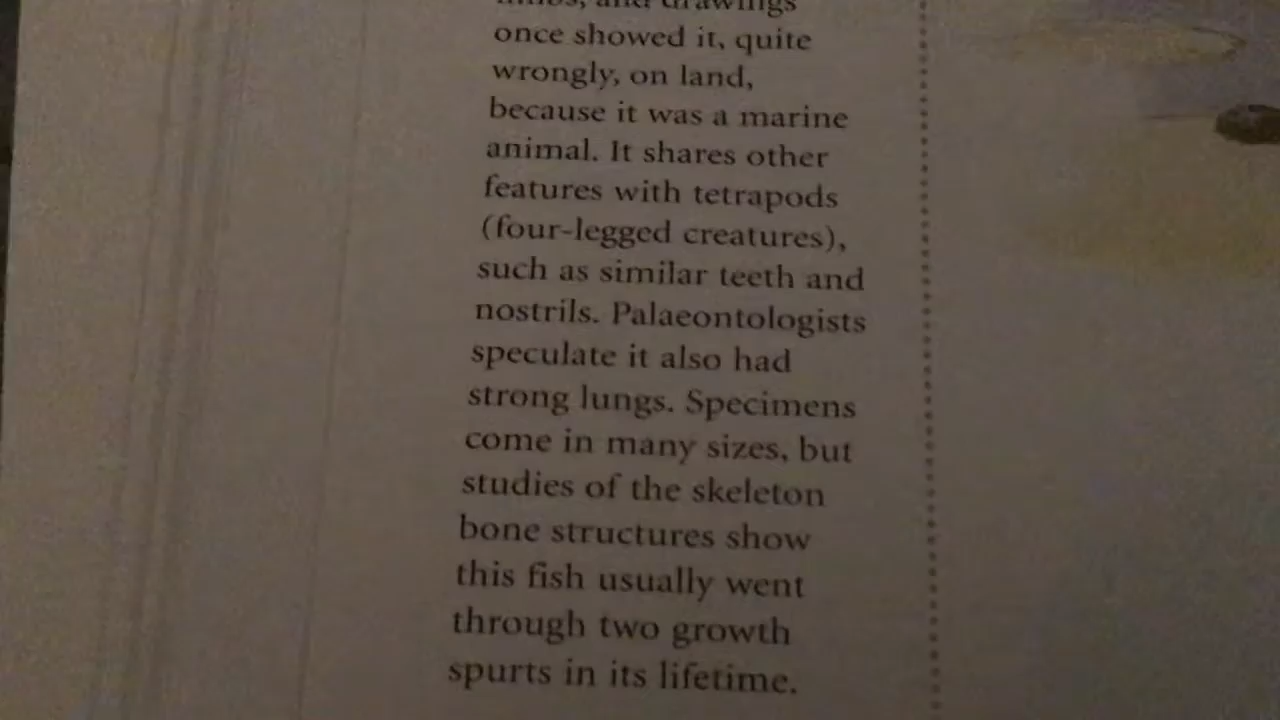 limbs, and drawings
once showed it, quite
wrongly, on land,
because it was a marine
animal. It shares other
features with tetrapods
(four-legged creatures),
such as similar teeth and
nostrils. Palaeontologists
speculate it also had
strong lungs. Specimens
come in many sizes, but
studies of the skeleton
bone structures show
this fish usually went
through two growth
spurts in its lifetime.